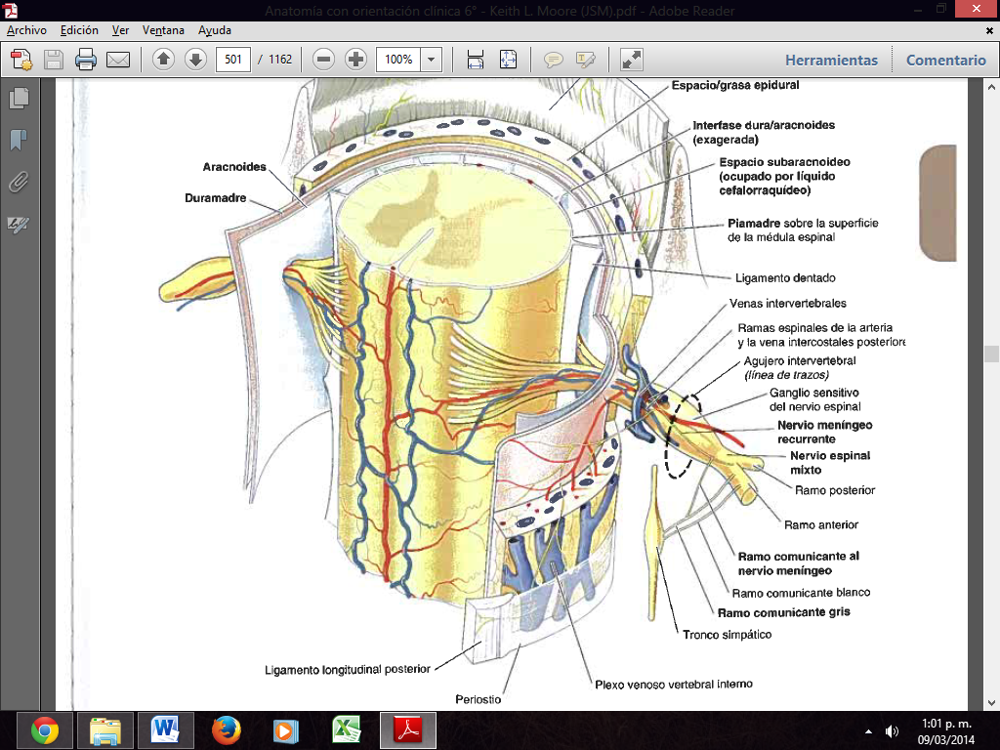 Anatomía con orientación clínica 6° - Keith L. Moore (JSM).pdf - Adobe Reader
Archivo Edición Ver Ventana Ayuda
501 / 1162 100% Herramientas Comentario
Espacio/grasa epidural
Interfase dura/aracnoides
(exagerada)
Espacio subaracnoideo
(ocupado por líquido
cefalorraquídeo)
Aracnoides
Duramadre
Piamadre sobre la superficie
de la médula espinal
Ligamento dentado
Venas intervertebrales
Ramas espinales de la arteria
y la vena intercostales posteriore
Agujero intervertebral
(línea de trazos)
Ganglio sensitivo
del nervio espinal
Nervio meníngeo
recurrente
Nervio espinal
mixto
Ramo posterior
Ramo anterior
Ramo comunicante al
nervio meníngeo
Ramo comunicante blanco
Ramo comunicante gris
Tronco simpático
Ligamento longitudinal posterior
Plexo venoso vertebral interno
Periostio
1:01 p. m.
09/03/2014